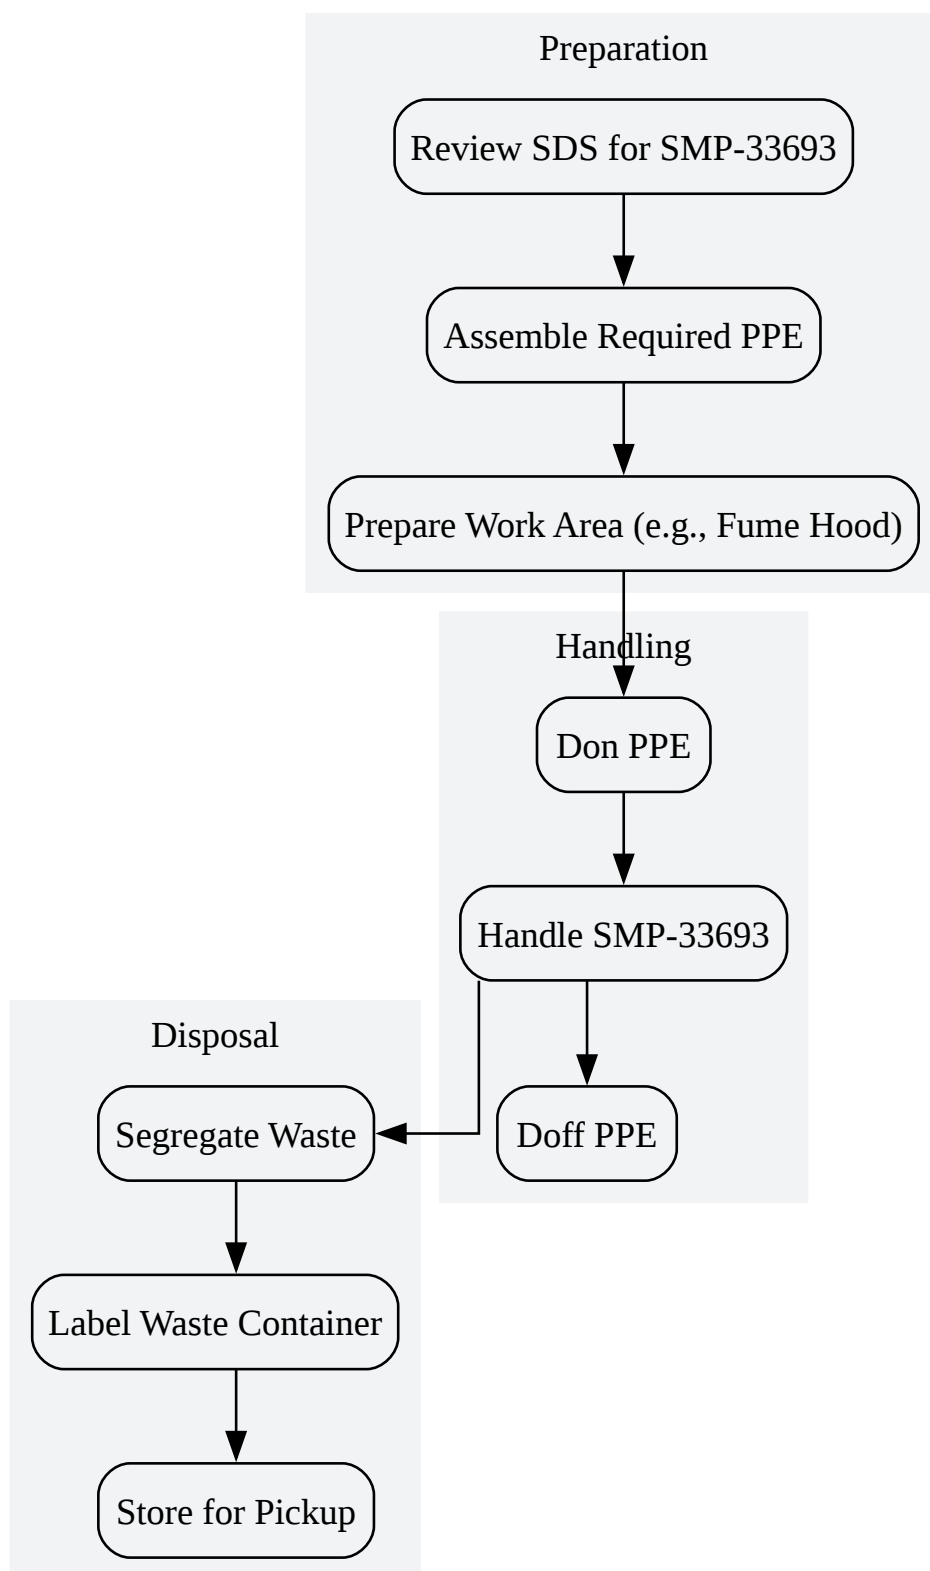 Preparation
Review SDS for SMP-33693
Assemble Required PPE
Prepare Work Area (e.g., Fume Hood)
Handling
Don PPE
Handle SMP-33693
Doff PPE
Disposal
Segregate Waste
Label Waste Container
Store for Pickup